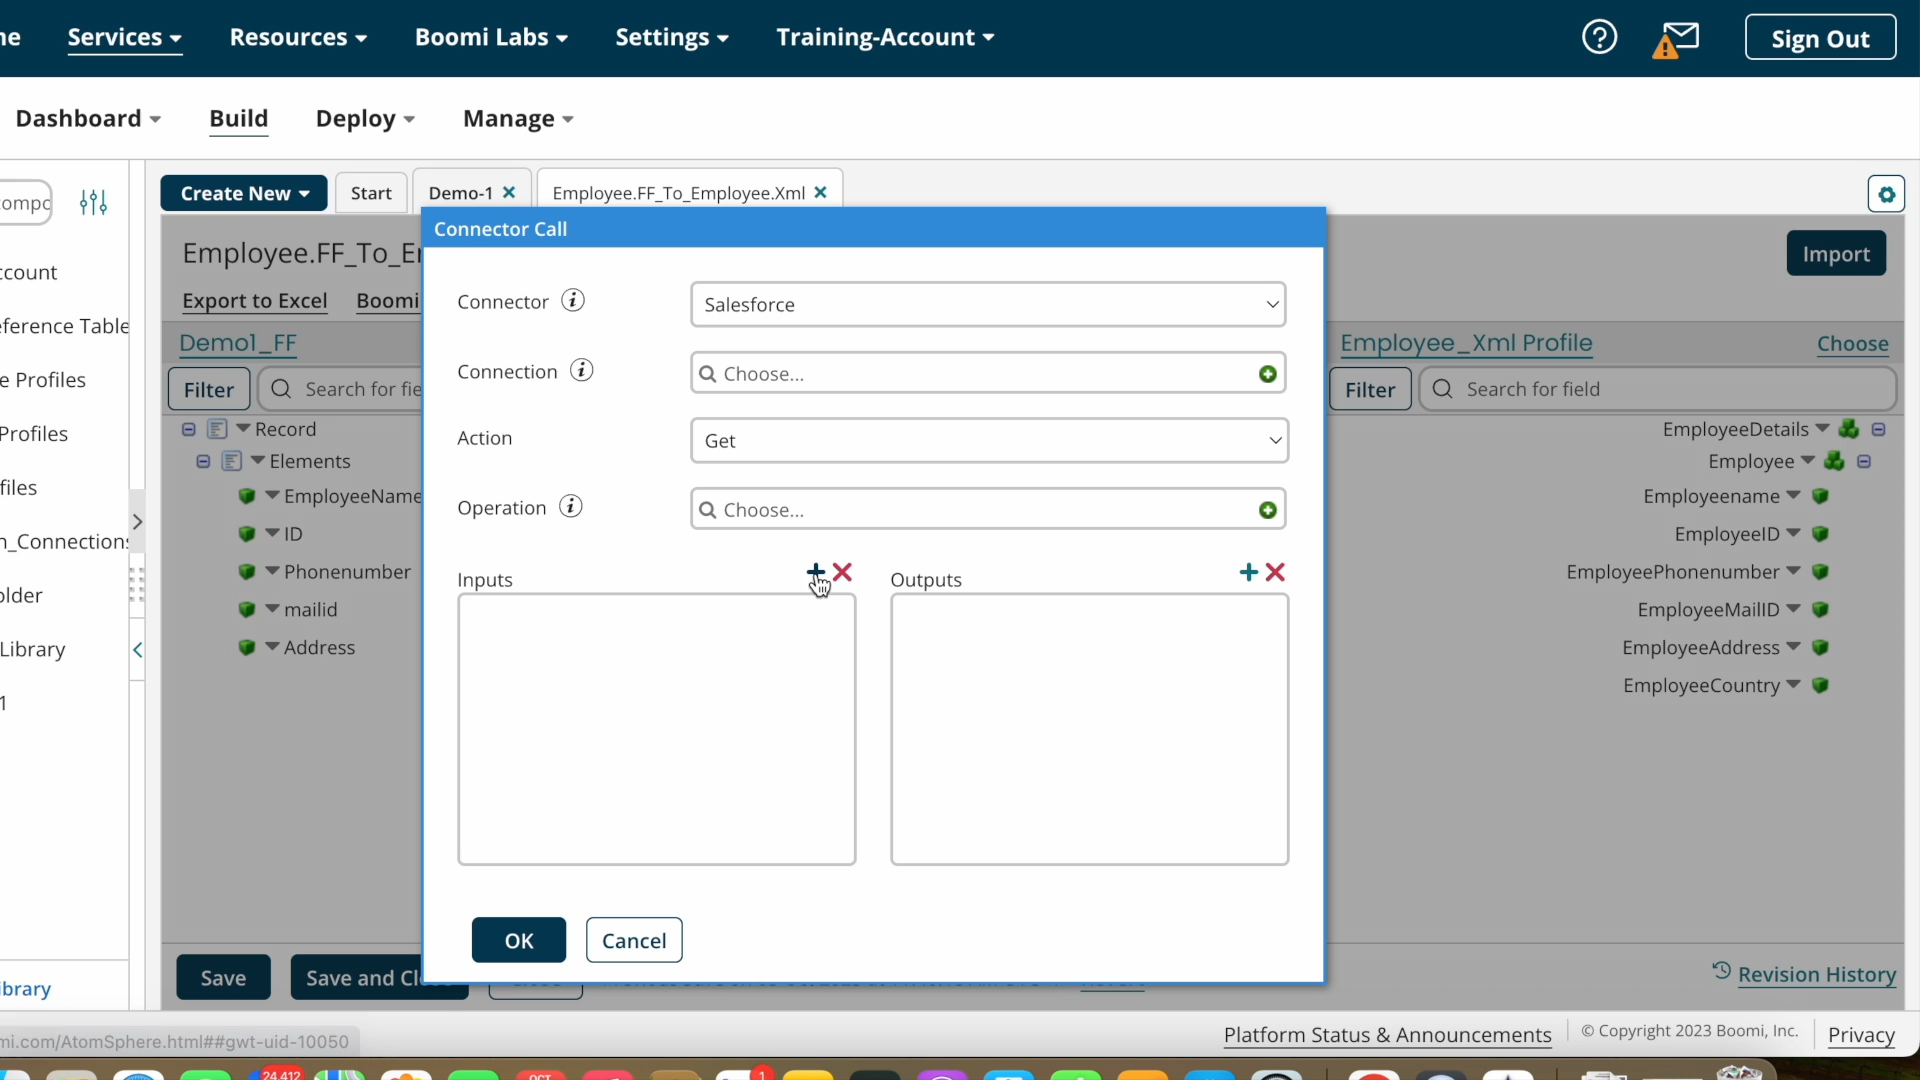 Services
Resources
Boomi Labs
Settings
Training-Account
Sign Out
Dashboard
Build
Deploy
Manage
Create New
Start
Demo-1
Employee.FF_To_Employee.Xml
Connector Call
Employee.FF_To_E
Import
Export to Excel
Boomi
Connector
Salesforce
Demo1_FF
Employee_Xml Profile
Choose
Connection
Choose...
Filter
Search for fie
Filter
Search for field
Action
Get
Record
Elements
EmployeeName
ID
Phonenumber
mailid
Address
EmployeeDetails
Employee
Employeename
EmployeeID
EmployeePhonenumber
EmployeeMailID
EmployeeAddress
EmployeeCountry
Operation
Choose...
Inputs
Outputs
ccount
eference Table
e Profiles
Profiles
files
n_Connections
older
Library
1
OK
Cancel
Save
Save and Cl
Revision History
ibrary
mi.com/AtomSphere.html##gwt-uid-10050
Platform Status & Announcements
© Copyright 2023 Boomi, Inc.
Privacy
24,412
OCT
1